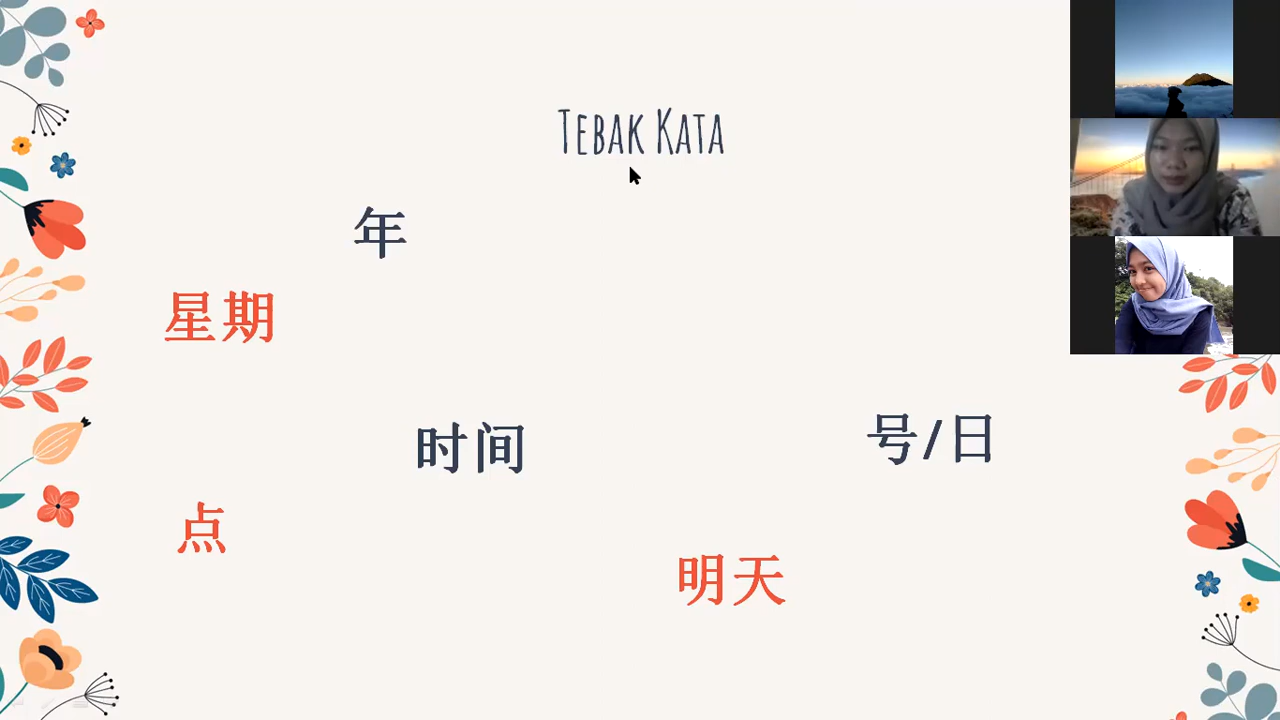 Tebak Kata
年
星期
时间
号/日
点
明天